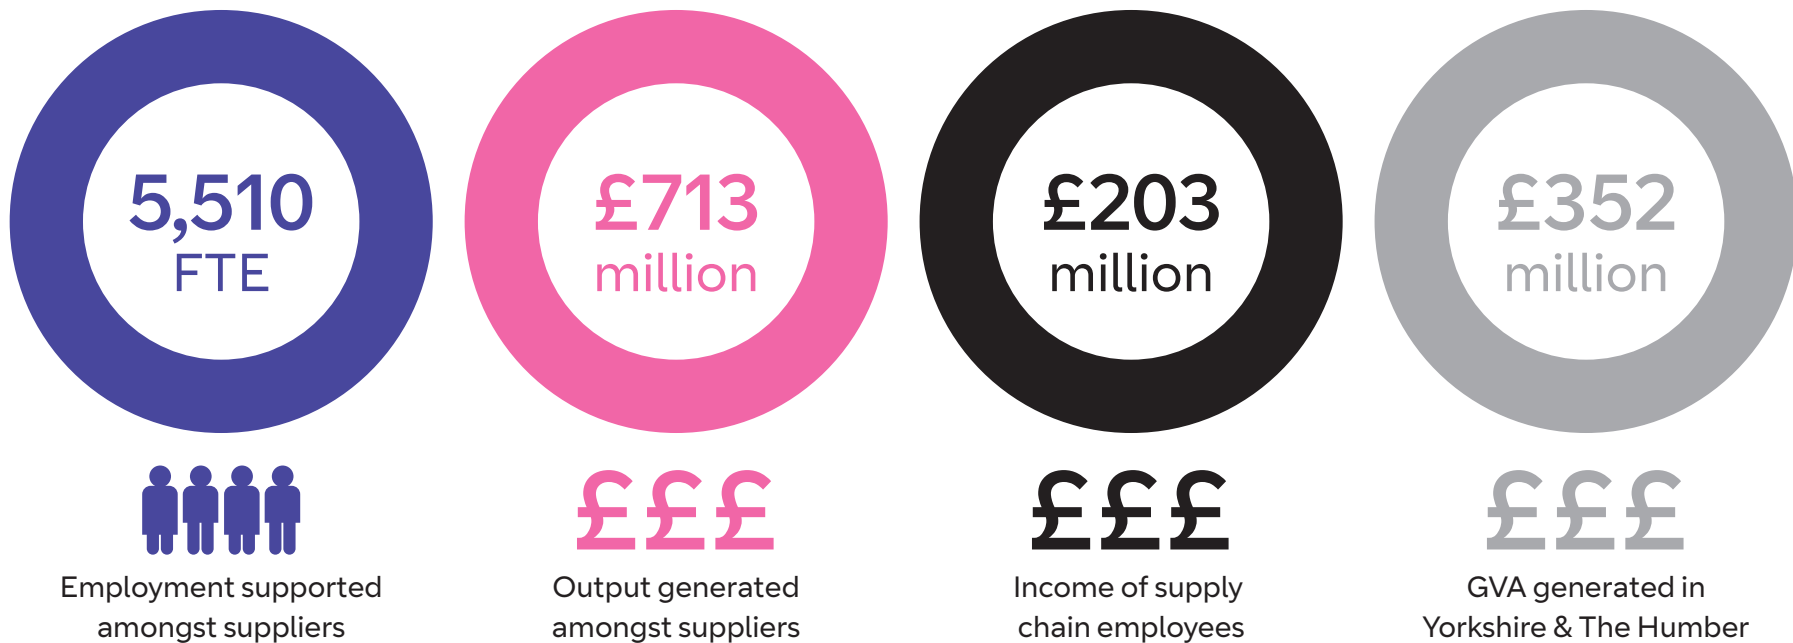 5,510
FTE
£££
Employment supported
amongst suppliers
£713
million
£££
Output generated
amongst suppliers
£203
million
£££
Income of supply
chain employees
£352
million
£££
GVA generated in
Yorkshire & The Humber